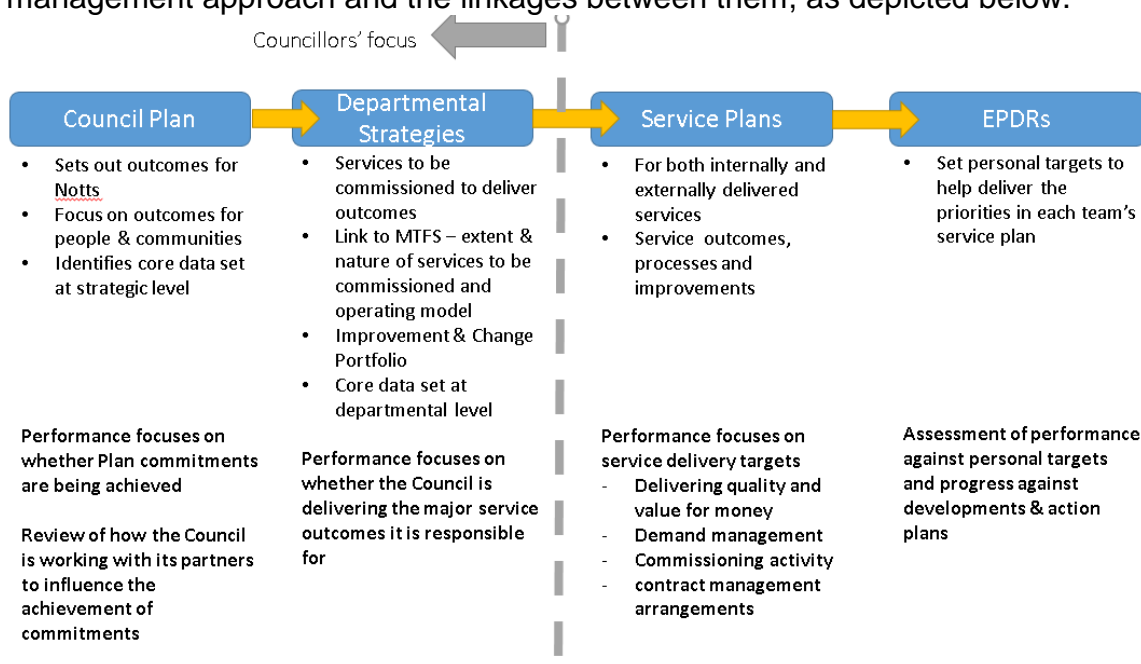 management approach and the linkages between them, as depicted below:
Councillors' focus
Council Plan
• Sets out outcomes for
Notts
• Focus on outcomes for
people & communities
• Identifies core data set
at strategic level
Performance focuses on
whether Plan commitments
are being achieved
Review of how the Council
is working with its partners
to influence the
achievement of
commitments
Departmental
Strategies
• Services to be
commissioned to deliver
outcomes
• Link to MTFS – extent &
nature of services to be
commissioned and
operating model
• Improvement & Change
Portfolio
• Core data set at
departmental level
Performance focuses on
whether the Council is
delivering the major service
outcomes it is responsible
for
Service Plans
• For both internally and
externally delivered
services
• Service outcomes,
processes and
improvements
Performance focuses on
service delivery targets
- Delivering quality and
value for money
- Demand management
- Commissioning activity
- contract management
arrangements
EPDRs
• Set personal targets to
help deliver the
priorities in each team's
service plan
Assessment of performance
against personal targets
and progress against
developments & action
plans